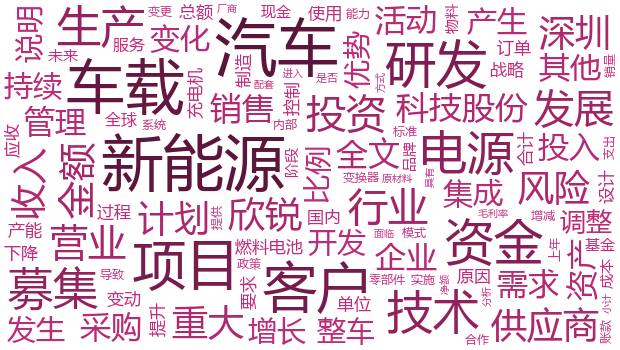 变更
总额
厂商
现金
使用
能力
物料
产生
深圳
说明
生产
服务
变化
汽车
优势
活动
研发
订单
战略
其他
销量
未来
车载
充电机
制造
配套
进入
是否
方式
持续
管理
全球
系统
销售
控制
内部
投资
科技股份
发展
标准
应收
收入
金额
新能源
阶段
比例
全文
变换器
原材料
品牌
电源
具有
合计
投入
支出
设计
产能
过程
计划
提供
欣锐
国内
行业
集成
风险
毛利率
增减
调整
下降
营业
项目
燃料电池
开发
面临
模式
企业
资金
上年
基金
资产
导致
政策
募集
变动
要求
客户
零部件
实施
净额
原因
分析
需求
成本
小计
发生
采购
提升
重大
增长
单位
整车
技术
合作
供应商
账款